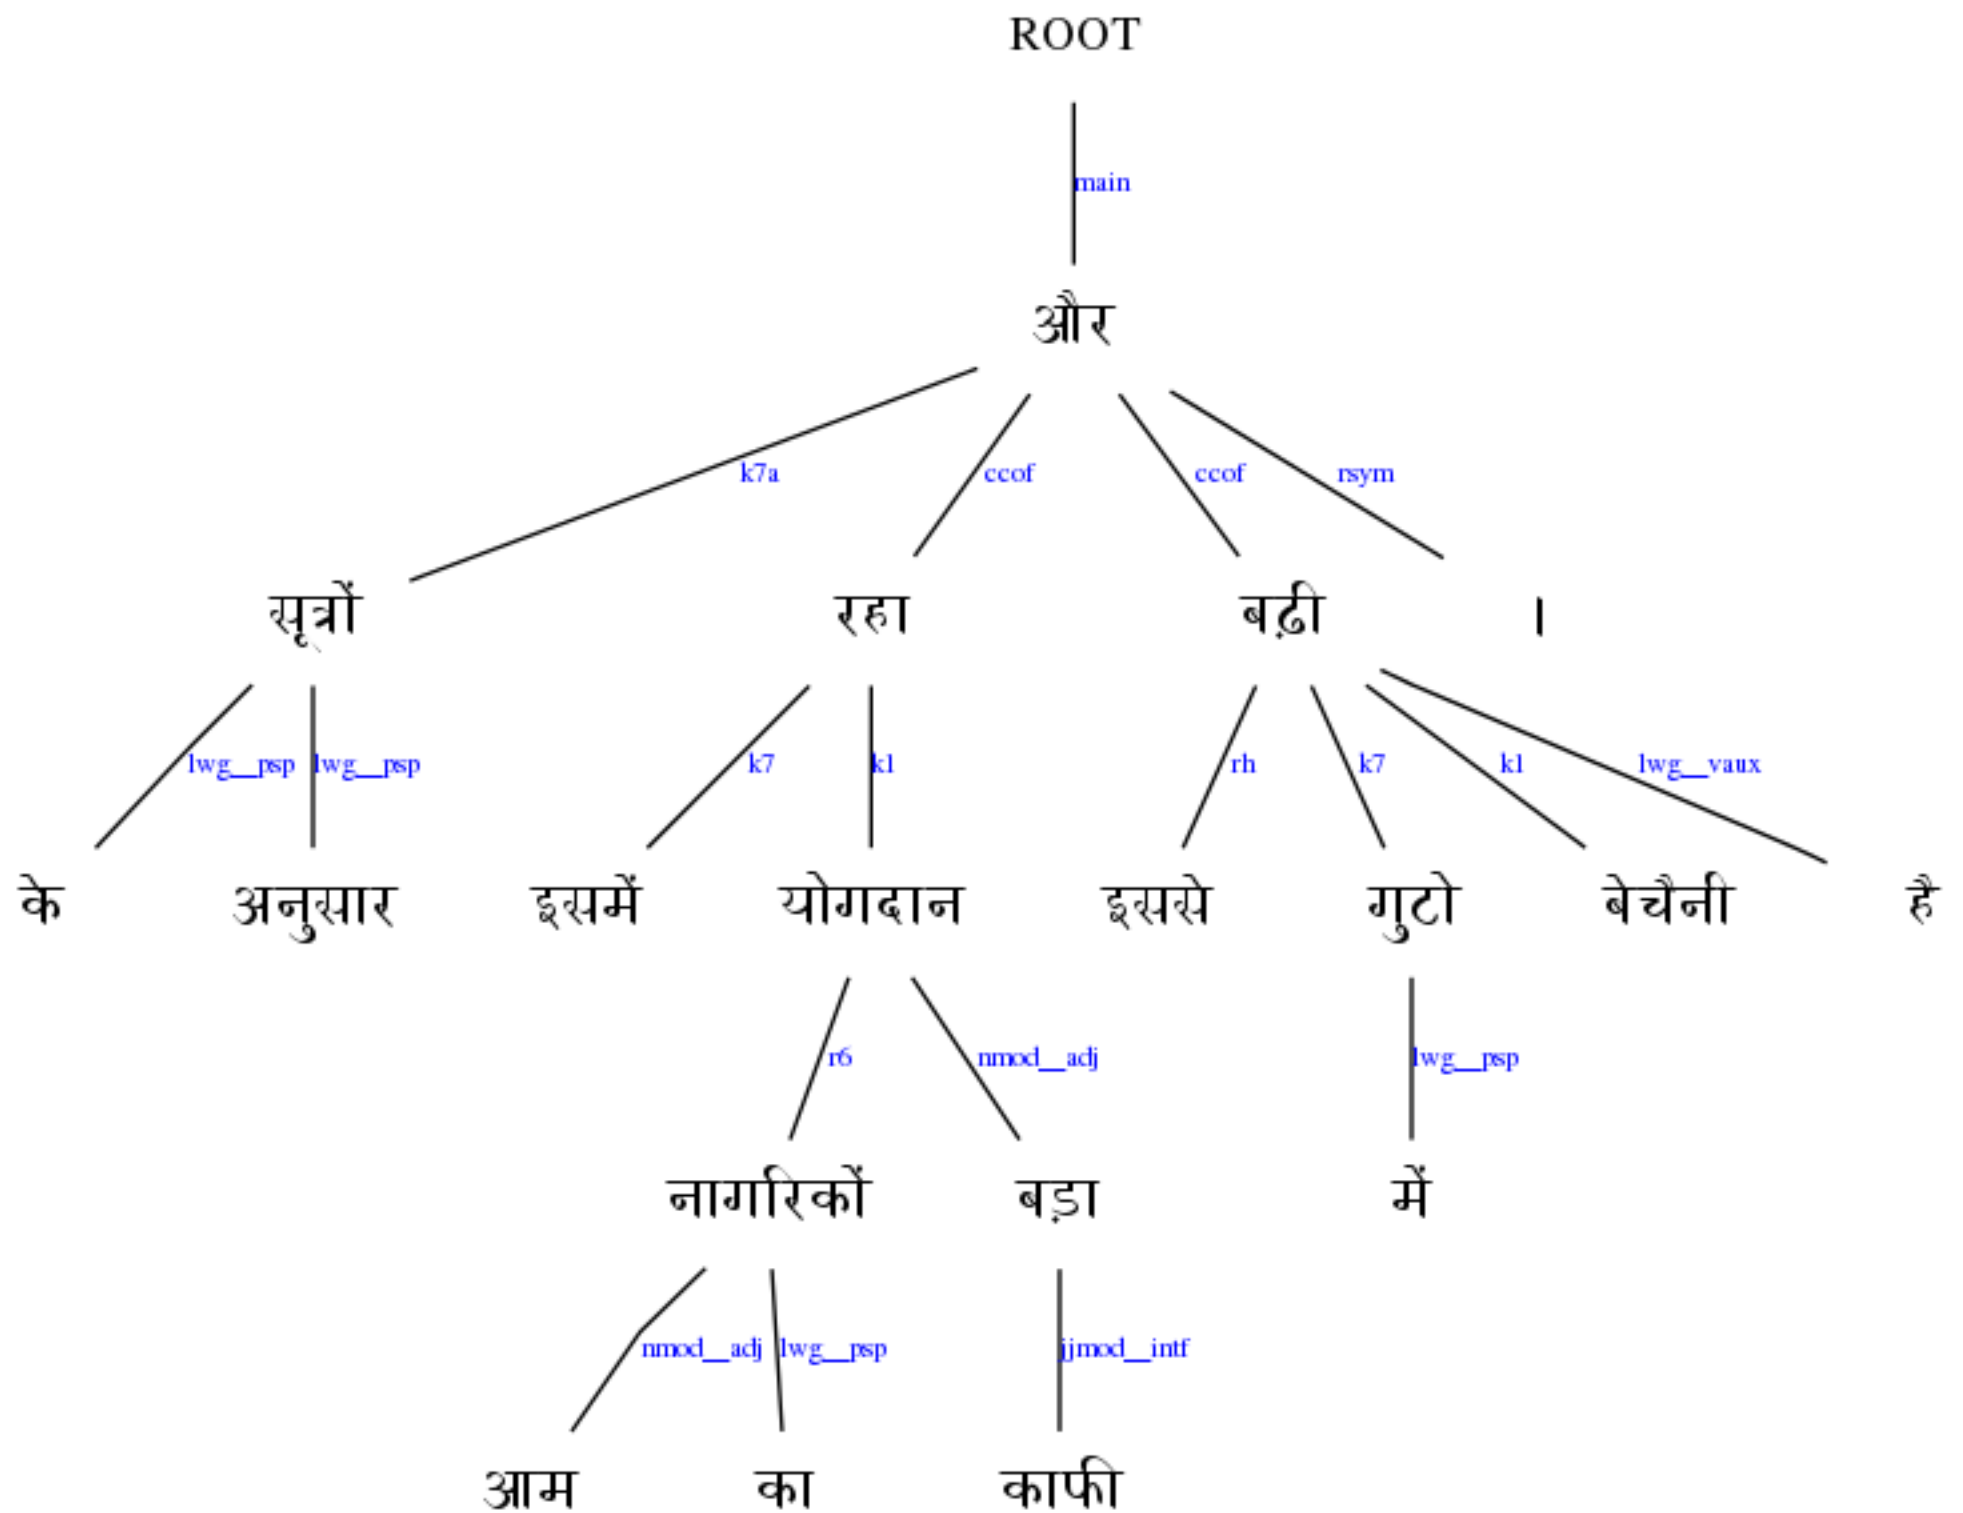 ROOT
main
और
k7a ccof ccof rsym
सूत्रों रहा बढ़ी ।
lwg__psp lwg__psp k7 k1 rh k7 k1 lwg__vaux
के अनुसार इसमें योगदान इससे गुटो बेचैनी है
r6 nmod__adj lwg__psp
नागरिकों बड़ा में
nmod__adj lwg__psp jjmod__intf
आम का काफी